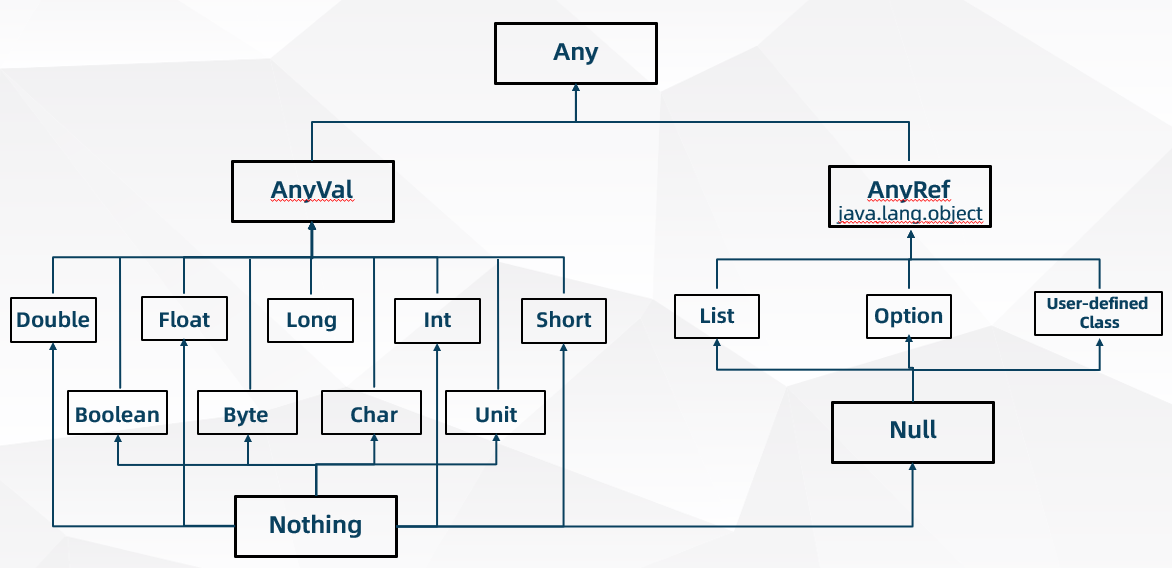 Any
AnyVal
AnyRef
java.lang.object
Double
Float
Long
Int
Short
List
Option
User-defined
Class
Boolean
Byte
Char
Unit
Null
Nothing